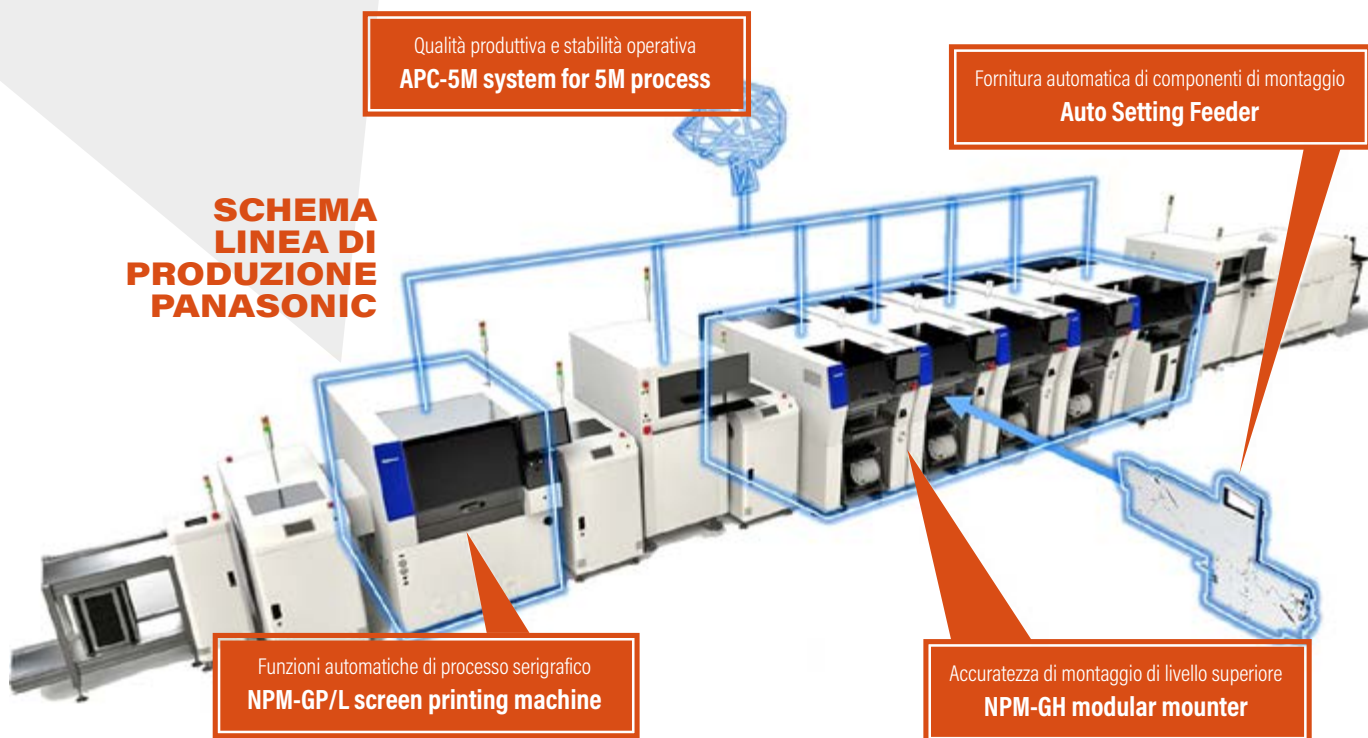 Qualità produttiva e stabilità operativa
APC-5M system for 5M process
Fornitura automatica di componenti di montaggio
Auto Setting Feeder
SCHEMA
LINEA DI
PRODUZIONE
PANASONIC
Funzioni automatiche di processo serigrafico
NPM-GP/L screen printing machine
Accuratezza di montaggio di livello superiore
NPM-GH modular mounter